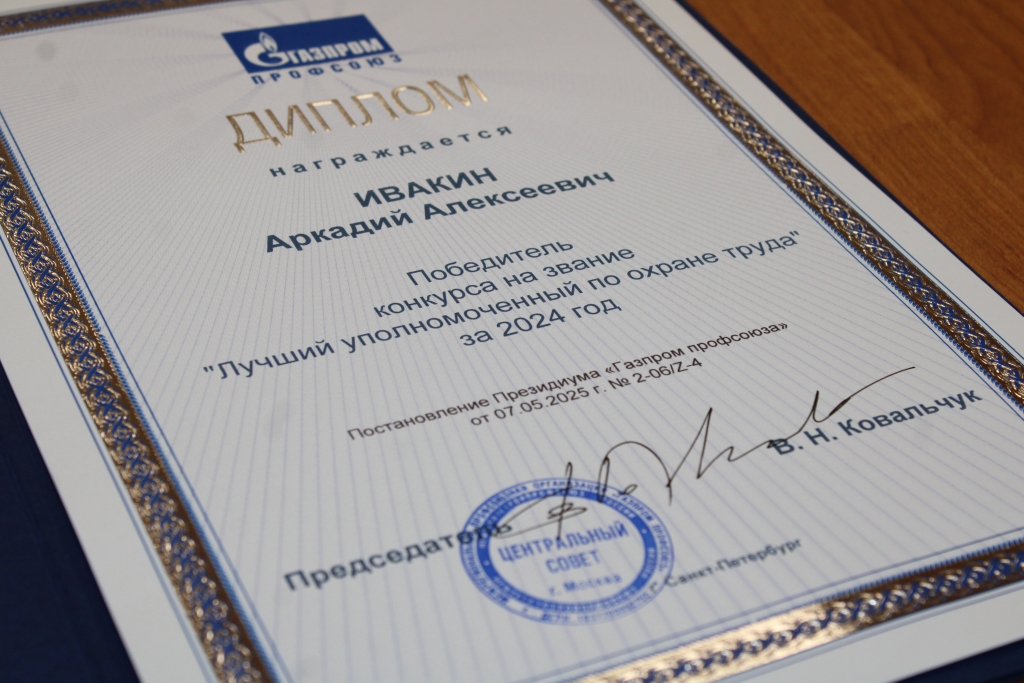 ГАЗПРОМ
ПРОФСОЮЗ
ДИПЛОМ
награждается
ИВАКИН
Аркадий Алексеевич
Победитель
конкурса на звание
"Лучший уполномоченный по охране труда"
за 2024 год
Постановление Президиума «Газпром профсоюза»
от 07.05.2025 г. № 2-06/Z-4
Председатель
В. Н. Ковальчук
ЦЕНТРАЛЬНЫЙ
СОВЕТ
г. Москва
г. Санкт-Петербург